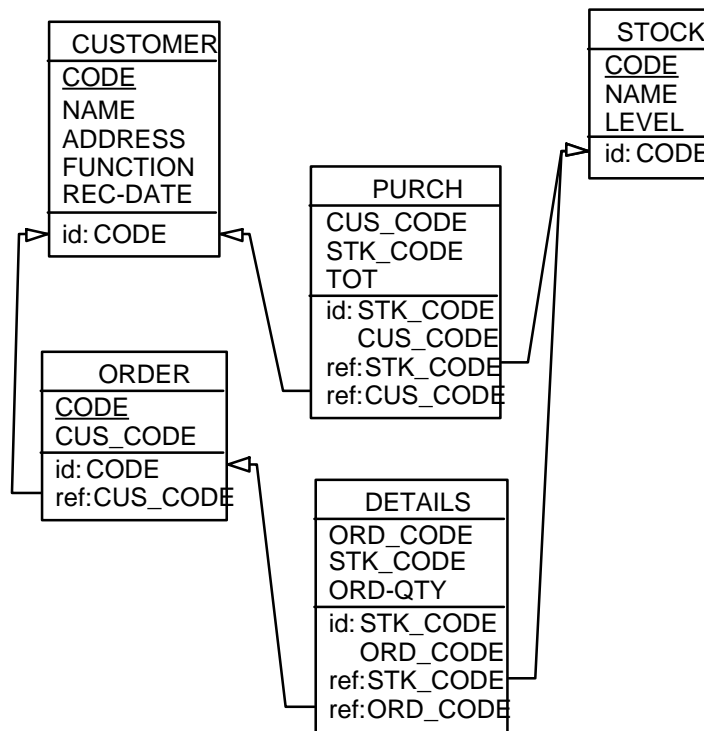 CUSTOMER
CODE
NAME
ADDRESS
FUNCTION
REC-DATE
id: CODE
STOCK
CODE
NAME
LEVEL
id: CODE
PURCH
CUS_CODE
STK_CODE
TOT
id: STK_CODE
CUS_CODE
ref:STK_CODE
ref:CUS_CODE
ORDER
CODE
CUS_CODE
id: CODE
ref:CUS_CODE
DETAILS
ORD_CODE
STK_CODE
ORD-QTY
id: STK_CODE
ORD_CODE
ref:STK_CODE
ref:ORD_CODE